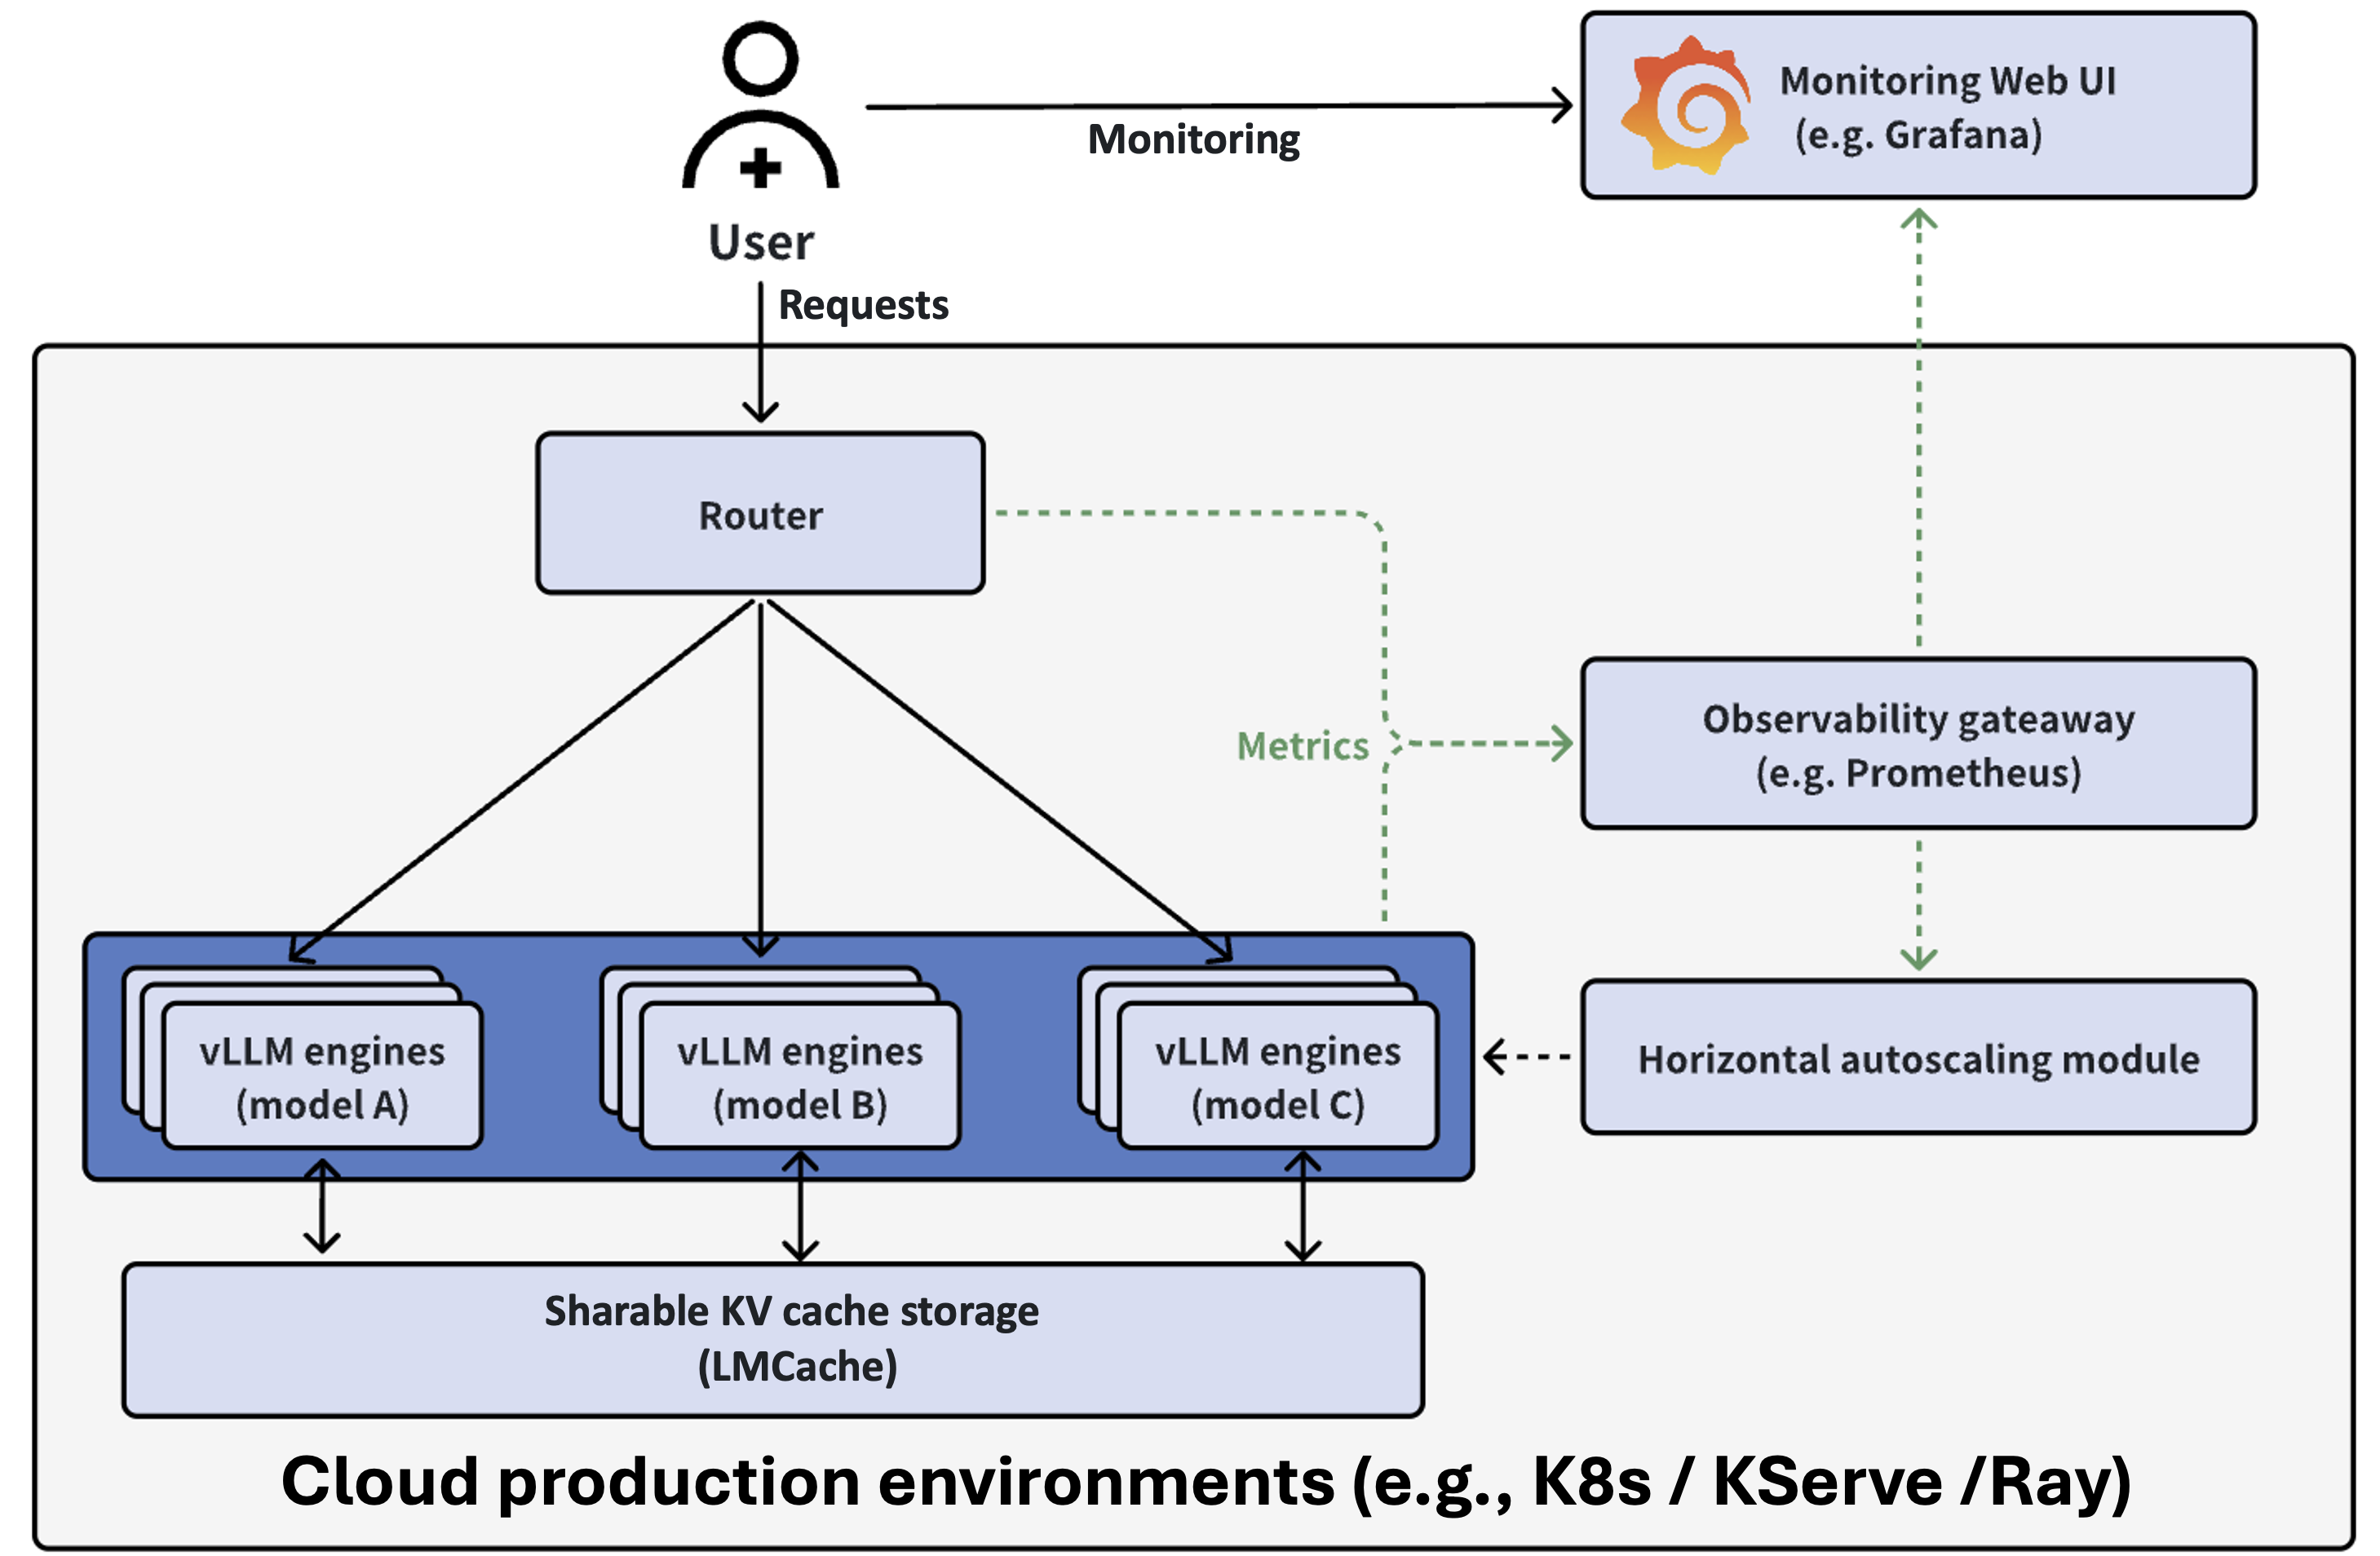 Monitoring Web UI
(e.g. Grafana)
Monitoring
User
Requests
Router
Metrics
Observability gateaway
(e.g. Prometheus)
vLLM engines
(model A)
vLLM engines
(model B)
vLLM engines
(model C)
Horizontal autoscaling module
Sharable KV cache storage
(LMCache)
Cloud production environments (e.g., K8s / KServe /Ray)